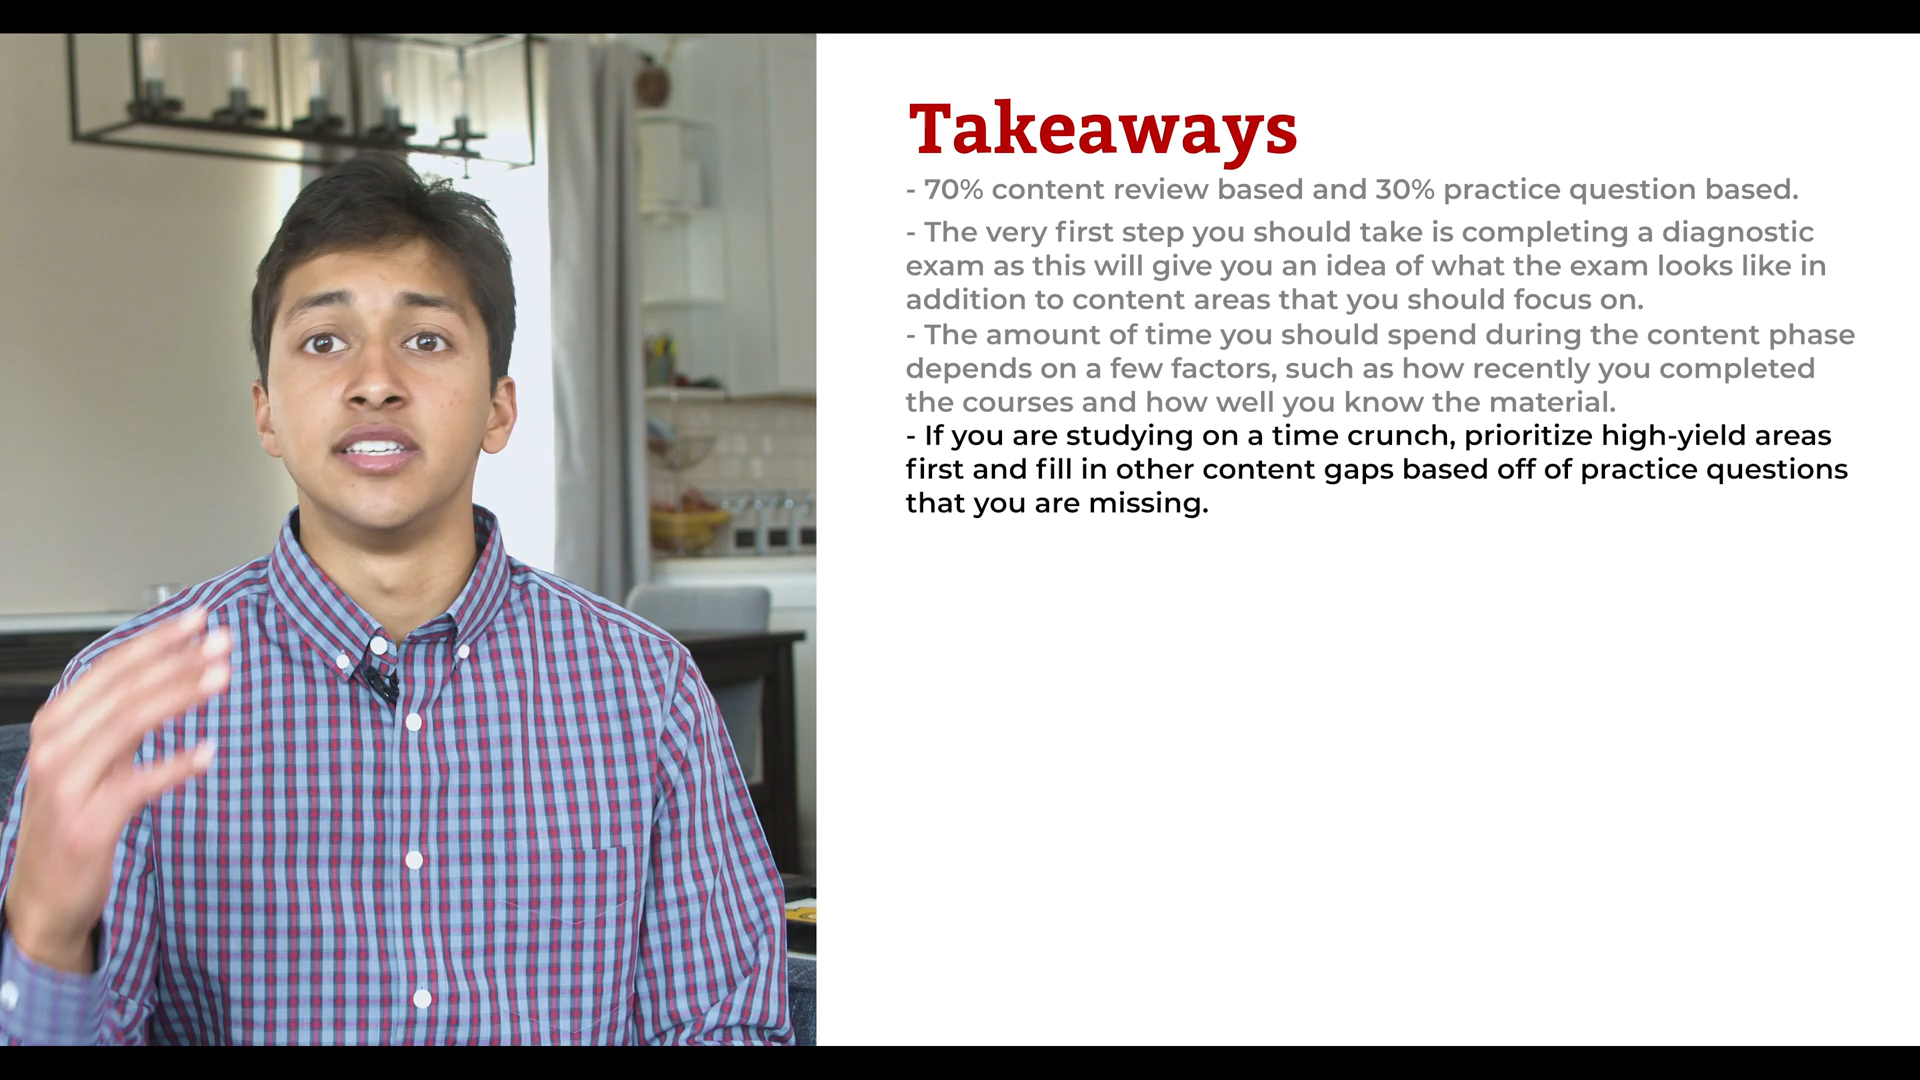 Takeaways
- 70% content review based and 30% practice question based.
- The very first step you should take is completing a diagnostic
exam as this will give you an idea of what the exam looks like in
addition to content areas that you should focus on.
- The amount of time you should spend during the content phase
depends on a few factors, such as how recently you completed
the courses and how well you know the material.
- If you are studying on a time crunch, prioritize high-yield areas
first and fill in other content gaps based off of practice questions
that you are missing.